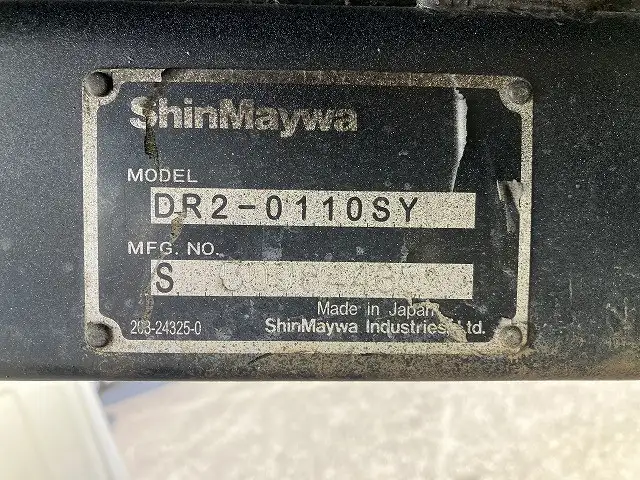 ShinMaywa
MODEL
DR2-0110SY
MFG. NO.
S
Made in Japan
203-24325-0
ShinMaywa Industries, Ltd.